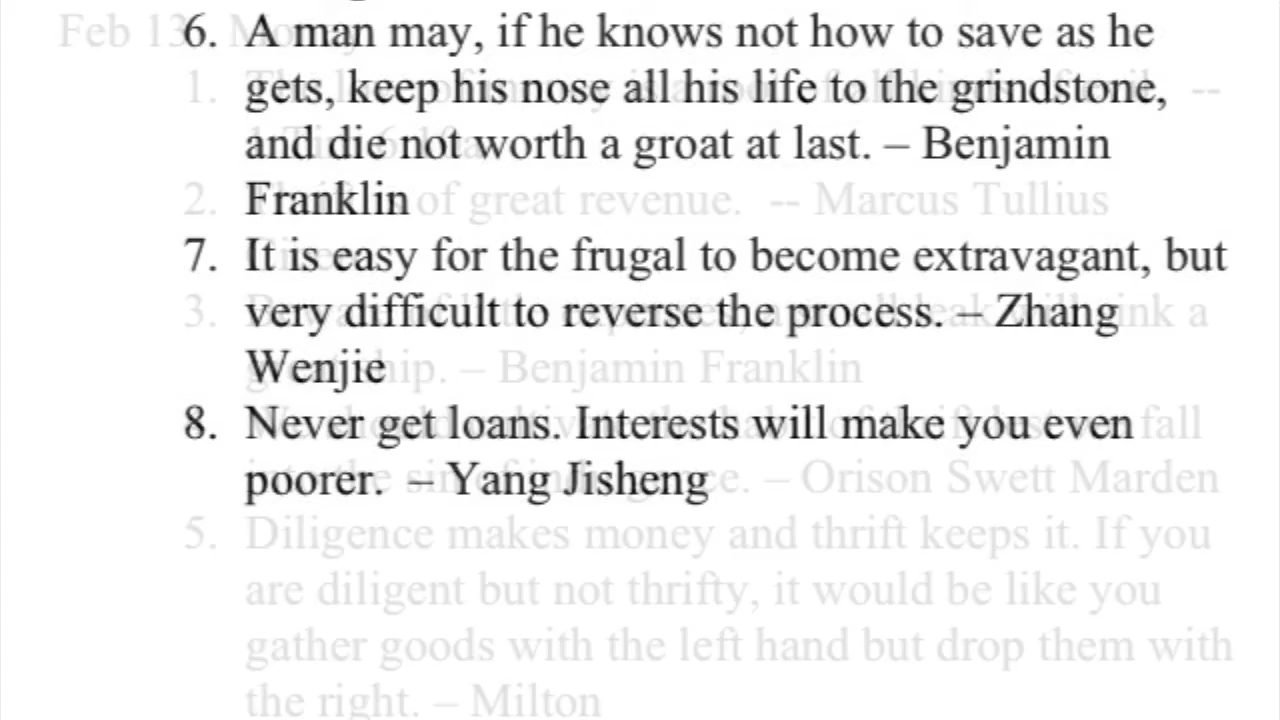 6. A man may, if he knows not how to save as he
gets, keep his nose all his life to the grindstone,
and die not worth a groat at last. – Benjamin
Franklin
7. It is easy for the frugal to become extravagant, but
very difficult to reverse the process. – Zhang
Wenjie
8. Never get loans. Interests will make you even
poorer. – Yang Jisheng
Feb 13
1. --
2. of great revenue. -- Marcus Tullius
3. sink a
ship. – Benjamin Franklin
fall
– Orison Swett Marden
5. Diligence makes money and thrift keeps it. If you
are diligent but not thrifty, it would be like you
gather goods with the left hand but drop them with
the right. – Milton